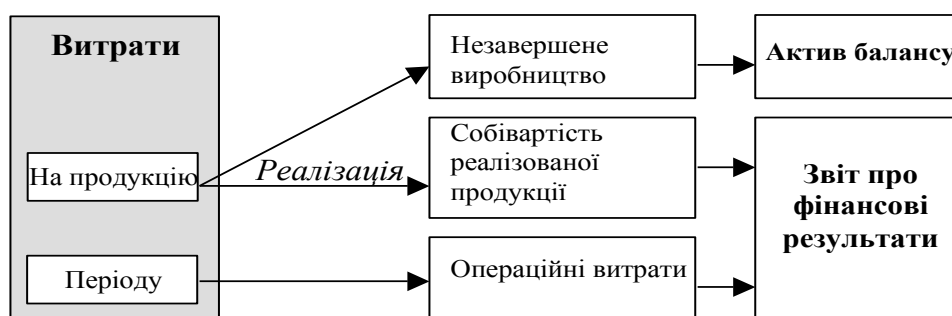 Витрати
На продукцію
Періоду
Реалізація
Незавершене
виробництво
Собівартість
реалізованої
продукції
Операційні витрати
Актив балансу
Звіт про
фінансові
результати